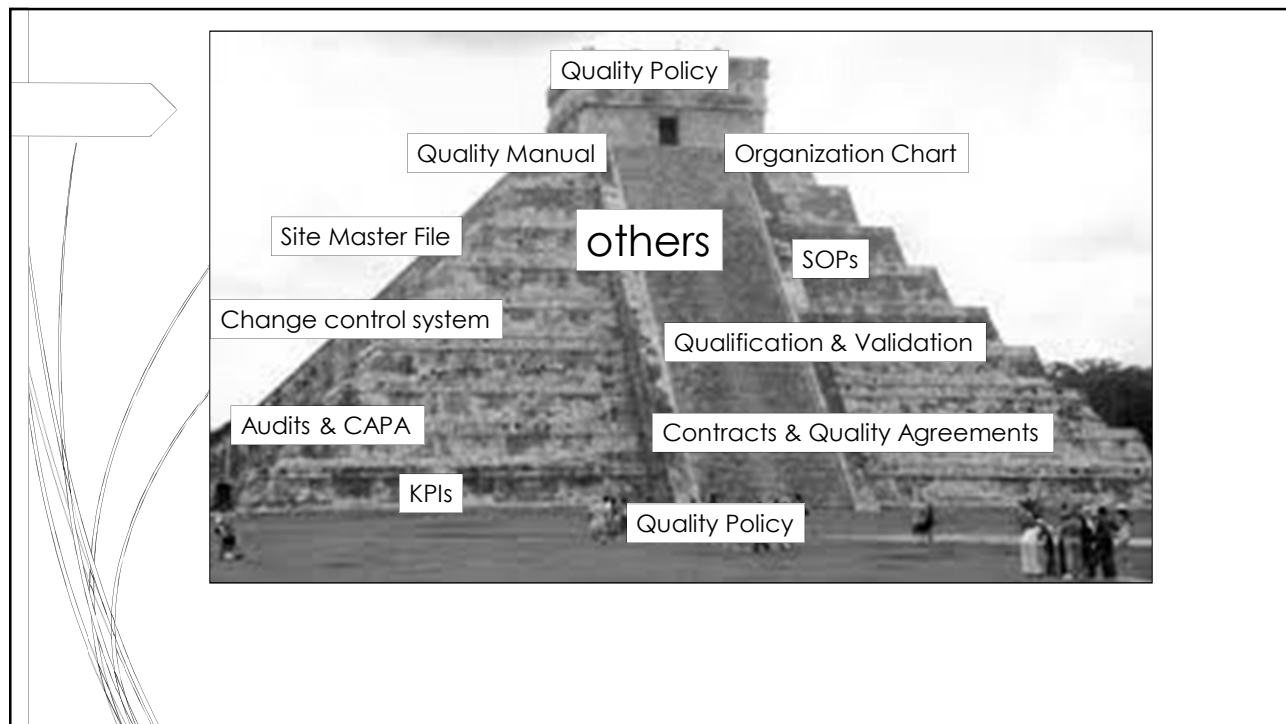 Quality Policy
Quality Manual
Organization Chart
Site Master File
others
SOPs
Change control system
Qualification & Validation
Audits & CAPA
Contracts & Quality Agreements
KPIs
Quality Policy